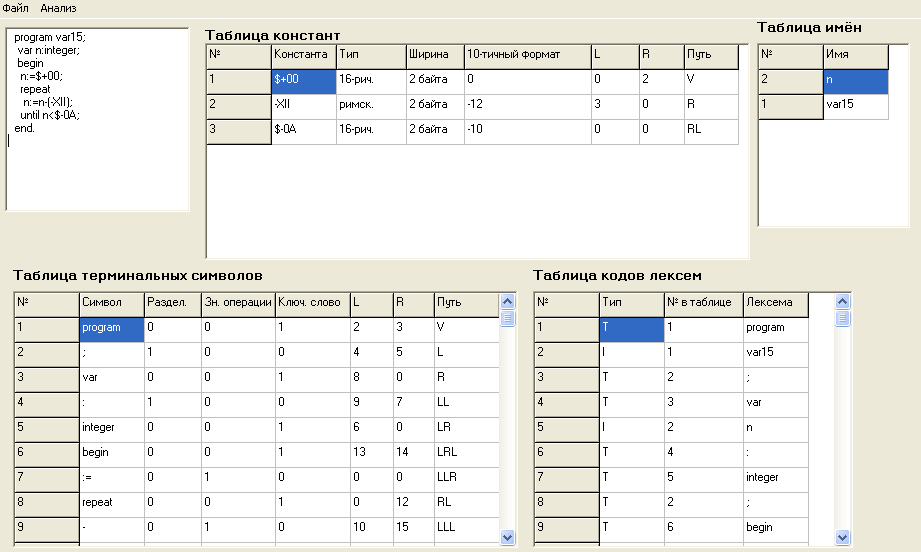 Файл Анализ
program var15;
var n:integer;
begin
n:=$+00;
repeat
n:=n-(-XII);
until n<$-0A;
end.
Таблица констант
№ Константа Тип Ширина 10-тичный формат L R Путь
1 $+00 16-рич. 2 байта 0 0 2 V
2 -XII римск. 2 байта -12 3 0 R
3 $-0A 16-рич. 2 байта -10 0 0 RL
Таблица имён
№ Имя
2 n
1 var15
Таблица терминальных символов
№ Символ Раздел. Зн. операции Ключ. слово L R Путь
1 program 0 0 1 2 3 V
2 ; 1 0 0 4 5 L
3 var 0 0 1 8 0 R
4 : 1 0 0 9 7 LL
5 integer 0 0 1 6 0 LR
6 begin 0 0 1 13 14 LRL
7 := 0 1 0 0 0 LLR
8 repeat 0 0 1 0 12 RL
9 - 0 1 0 10 15 LLL
Таблица кодов лексем
№ Тип № в таблице Лексема
1 T 1 program
2 I 1 var15
3 T 2 ;
4 T 3 var
5 I 2 n
6 T 4 :
7 T 5 integer
8 T 2 ;
9 T 6 begin